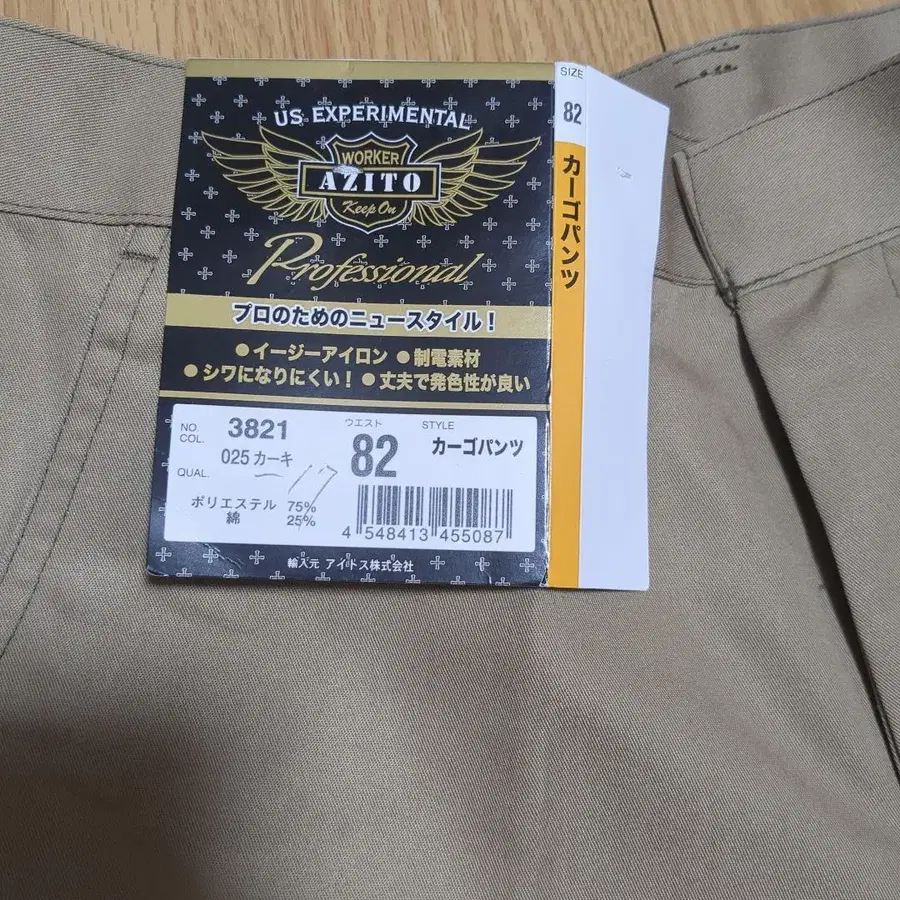 US EXPERIMENTAL
WORKER
AZITO
Keep On
Professional
プロのためのニュースタイル!
●イージーアイロン ●制電素材
●シワになりにくい! ●丈夫で発色性が良い
NO. 3821
COL. 025 カーキ
ウエスト
82
STYLE
カーゴパンツ
QUAL.
ポリエステル 75%
綿 25%
4 548413 455087
輸入元 アイトス株式会社
SIZE
82
カーゴパンツ